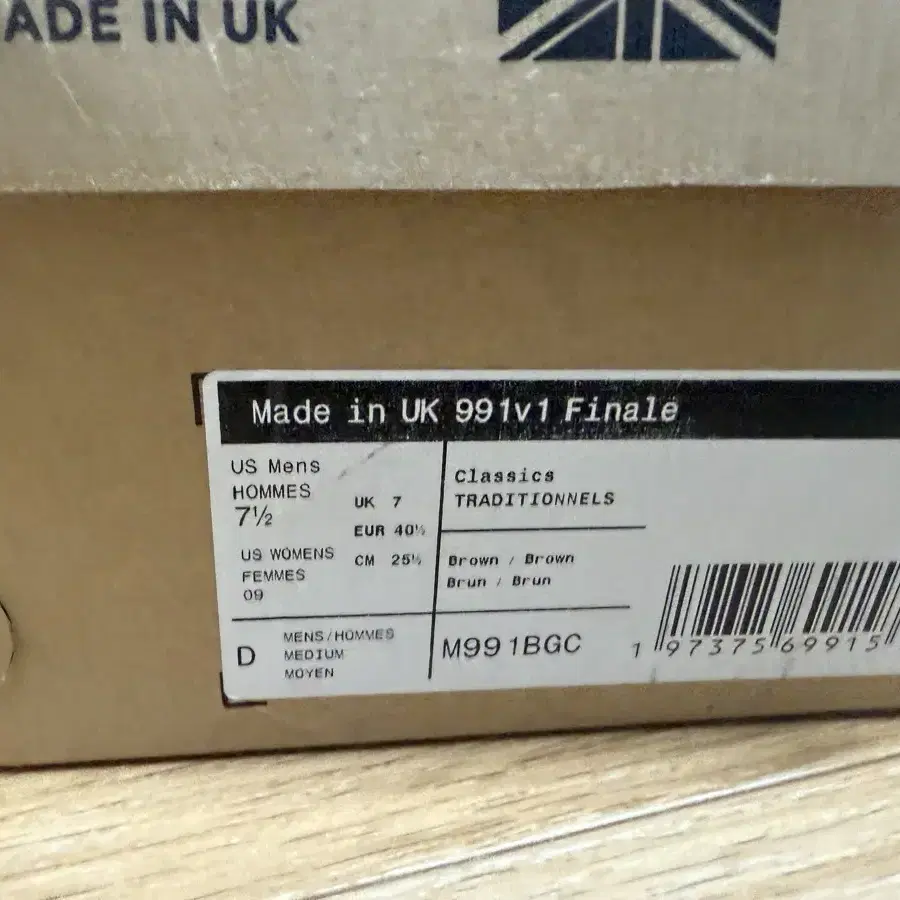 ADE IN UK
Made in UK 991v1 Finale
US Mens
HOMMES
7½
UK 7
EUR 40½
CM 25½
US WOMENS
FEMMES
09
Classics
TRADITIONNELS
Brown / Brown
Brun / Brun
D
MENS/HOMMES
MEDIUM
MOYEN
M991BGC
1 97375 69915